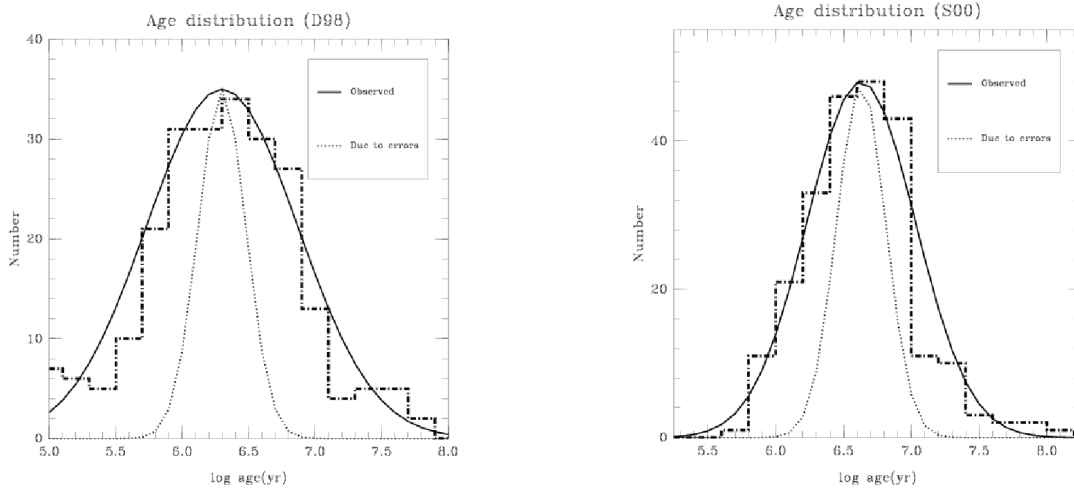 Age distribution (D98)
40
30
20
10
0
Number
Observed
Due to errors
5.0 5.5 6.0 6.5 7.0 7.5 8.0
log age(yr)
Age distribution (S00)
40
20
0
Number
Observed
Due to errors
5.5 6.0 6.5 7.0 7.5 8.0
log age(yr)